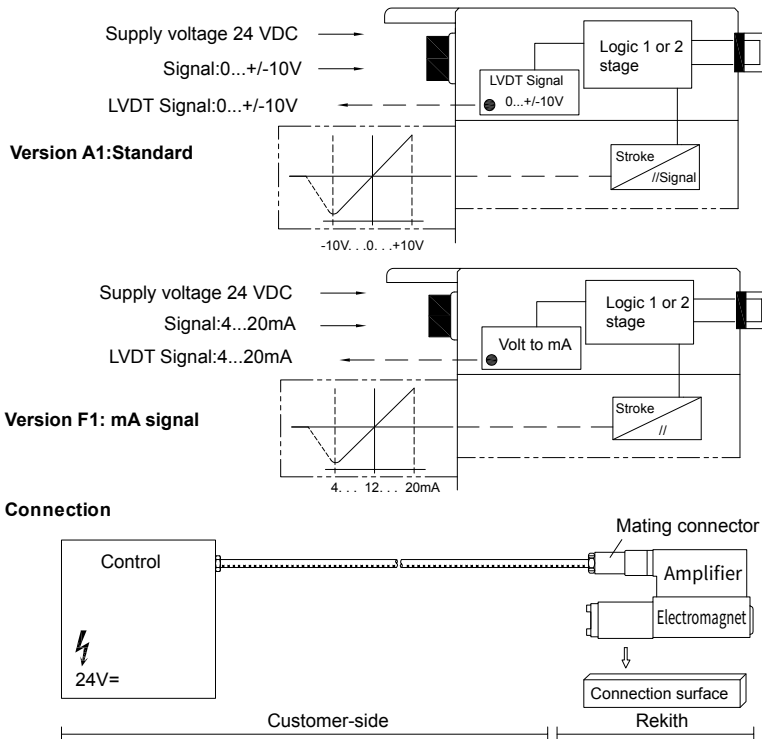 Supply voltage 24 VDC
Signal:0...+/-10V
LVDT Signal:0...+/-10V
Logic 1 or 2
stage
LVDT Signal
0...+/-10V
Version A1:Standard
Stroke
//Signal
-10V. . .0. . .+10V
Supply voltage 24 VDC
Signal:4...20mA
LVDT Signal:4...20mA
Logic 1 or 2
stage
Volt to mA
Version F1: mA signal
Stroke
//
4. . . 12. . . 20mA
Connection
Mating connector
Control
Amplifier
Electromagnet
24V=
Connection surface
Customer-side
Rekith